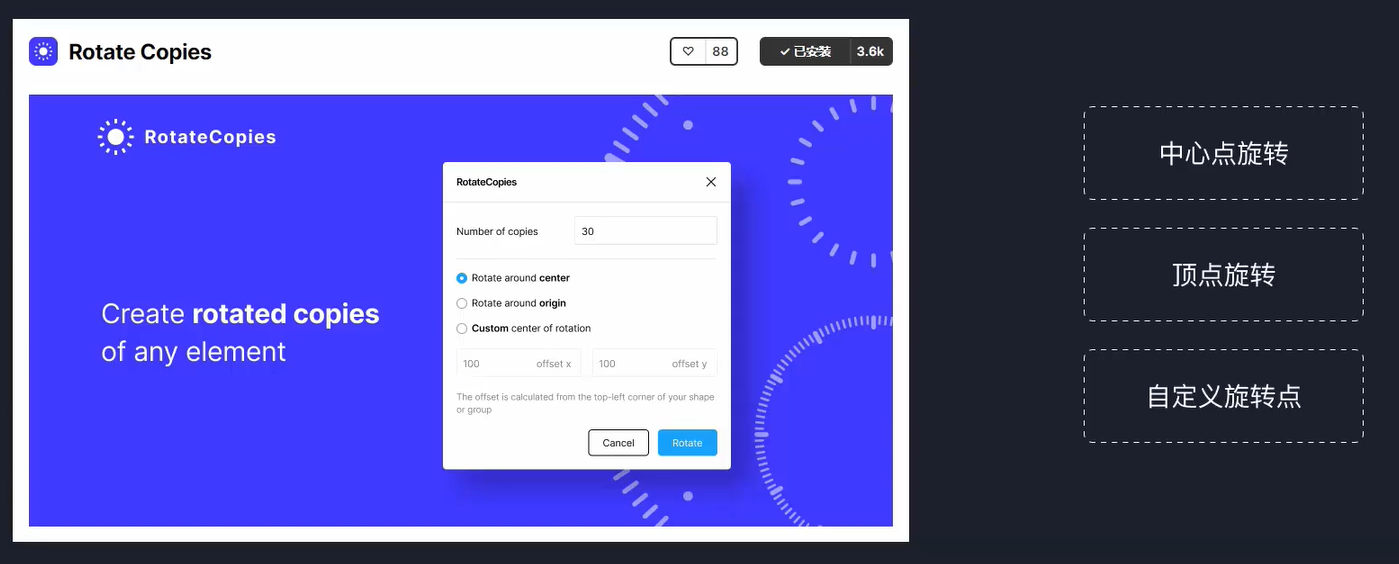 Rotate Copies
88
已安装 3.6k
RotateCopies
Create rotated copies
of any element
RotateCopies
Number of copies 30
Rotate around center
Rotate around origin
Custom center of rotation
100 offset x 100 offset y
The offset is calculated from the top-left corner of your shape
or group
Cancel Rotate
中心点旋转
顶点旋转
自定义旋转点